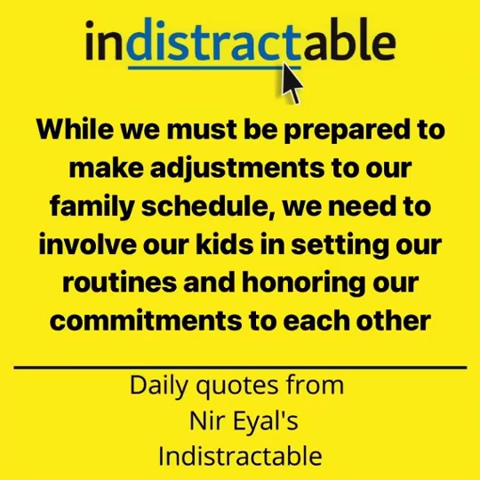 indistractable
While we must be prepared to
make adjustments to our
family schedule, we need to
involve our kids in setting our
routines and honoring our
commitments to each other
Daily quotes from
Nir Eyal's
Indistractable